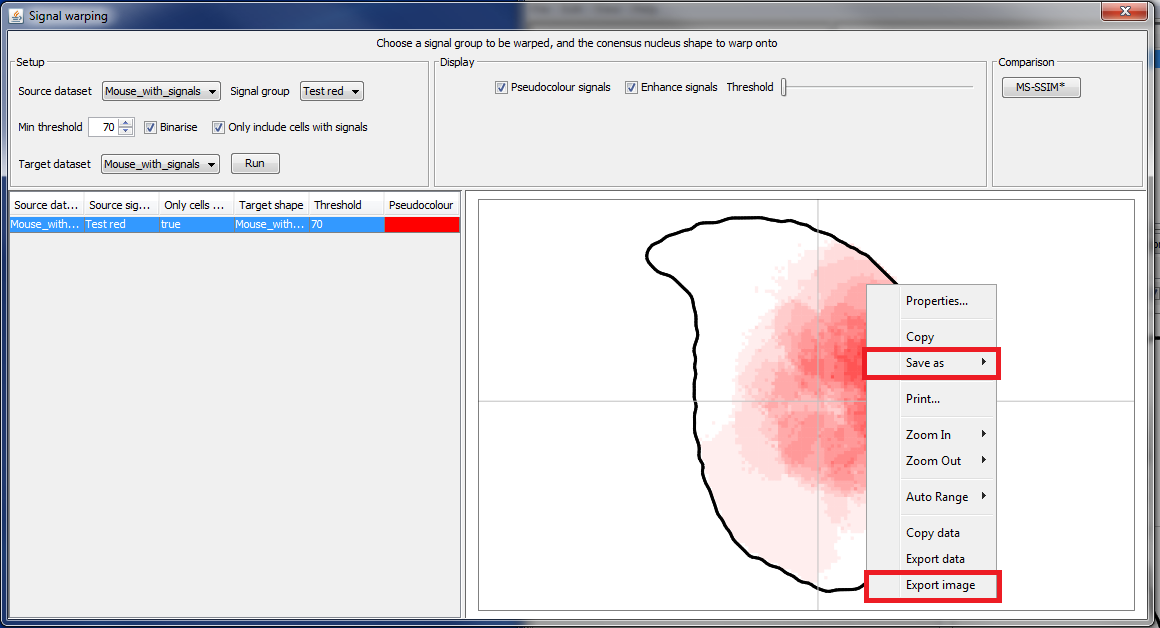 Signal warping
Choose a signal group to be warped, and the conensus nucleus shape to warp onto
Setup
Source dataset Mouse_with_signals Signal group Test red
Min threshold 70 Binarise Only include cells with signals
Target dataset Mouse_with_signals Run
Display
Pseudocolour signals Enhance signals Threshold
Comparison
MS-SSIM*
Source dat... Source sig... Only cells ... Target shape Threshold Pseudocolour
Mouse_with... Test red true Mouse_with... 70
Properties...
Copy
Save as
Print...
Zoom In
Zoom Out
Auto Range
Copy data
Export data
Export image